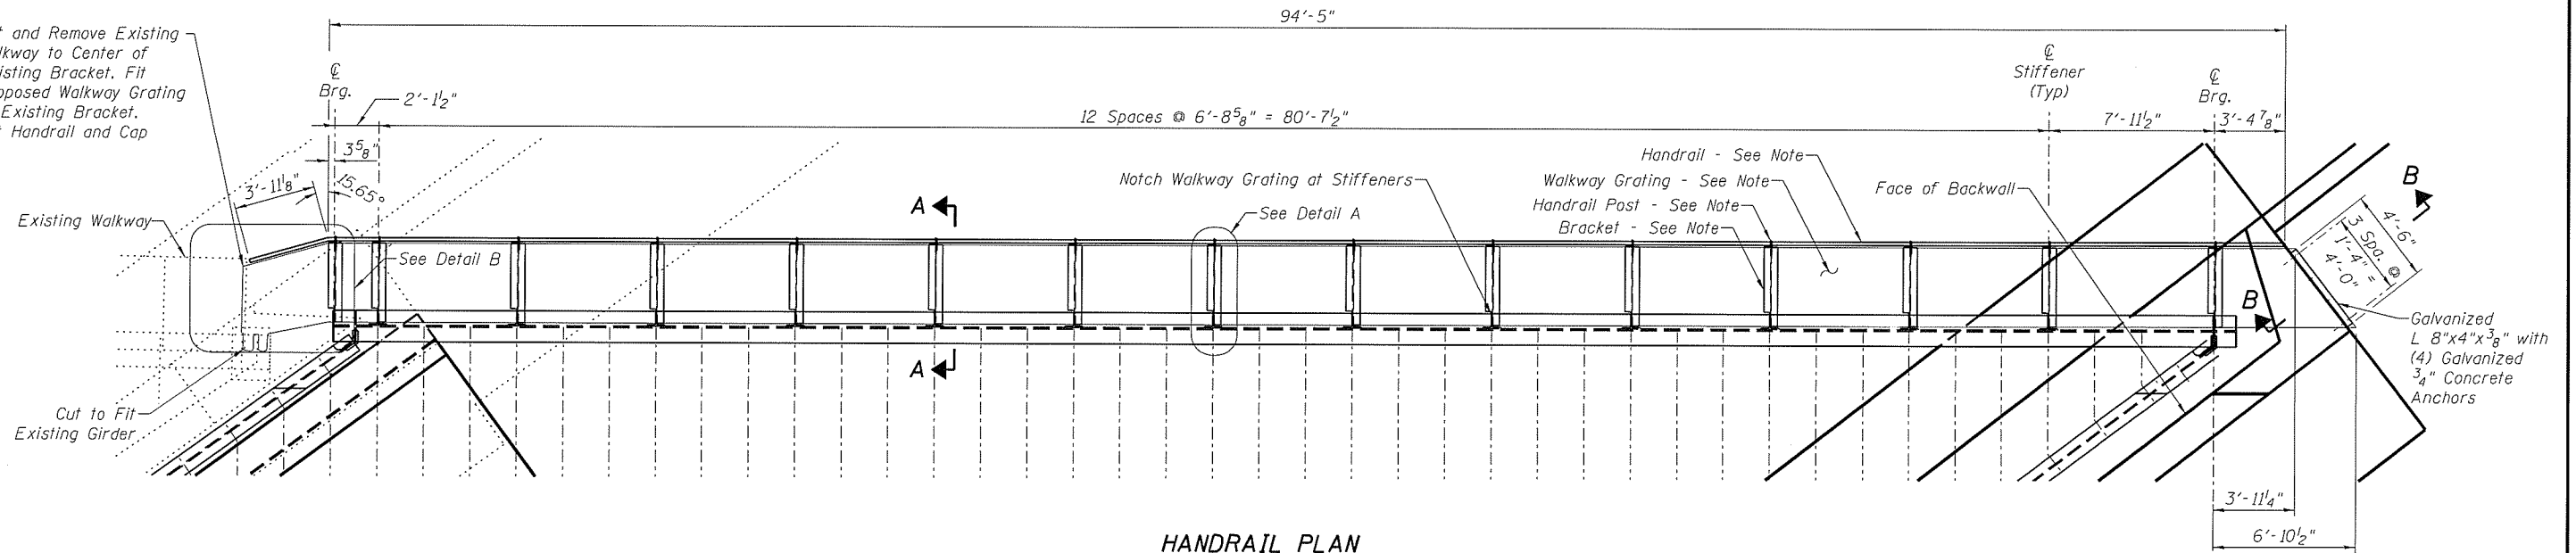 94'-5"
and Remove Existing
to Center of
Bracket. Fit
Walkway Grating
Existing Bracket.
Handrail and Cap
℄
Brg.
2'-1½"
12 Spaces @ 6'-8⅝" = 80'-7½"
℄
Stiffener
(Typ)
℄
Brg.
7'-11½"
3'-4⅞"
3⅝"
3'-11⅛"
15.65°
Existing Walkway
See Detail B
A
Notch Walkway Grating at Stiffeners
See Detail A
Handrail - See Note
Walkway Grating - See Note
Handrail Post - See Note
Bracket - See Note
Face of Backwall
B
4'-6"
3 Spa. @
1'-4" =
4'-0"
B
A
Galvanized
L 8"x4"x⅜" with
(4) Galvanized
¾" Concrete
Anchors
Cut to Fit
Existing Girder
3'-11¼"
6'-10½"
HANDRAIL PLAN